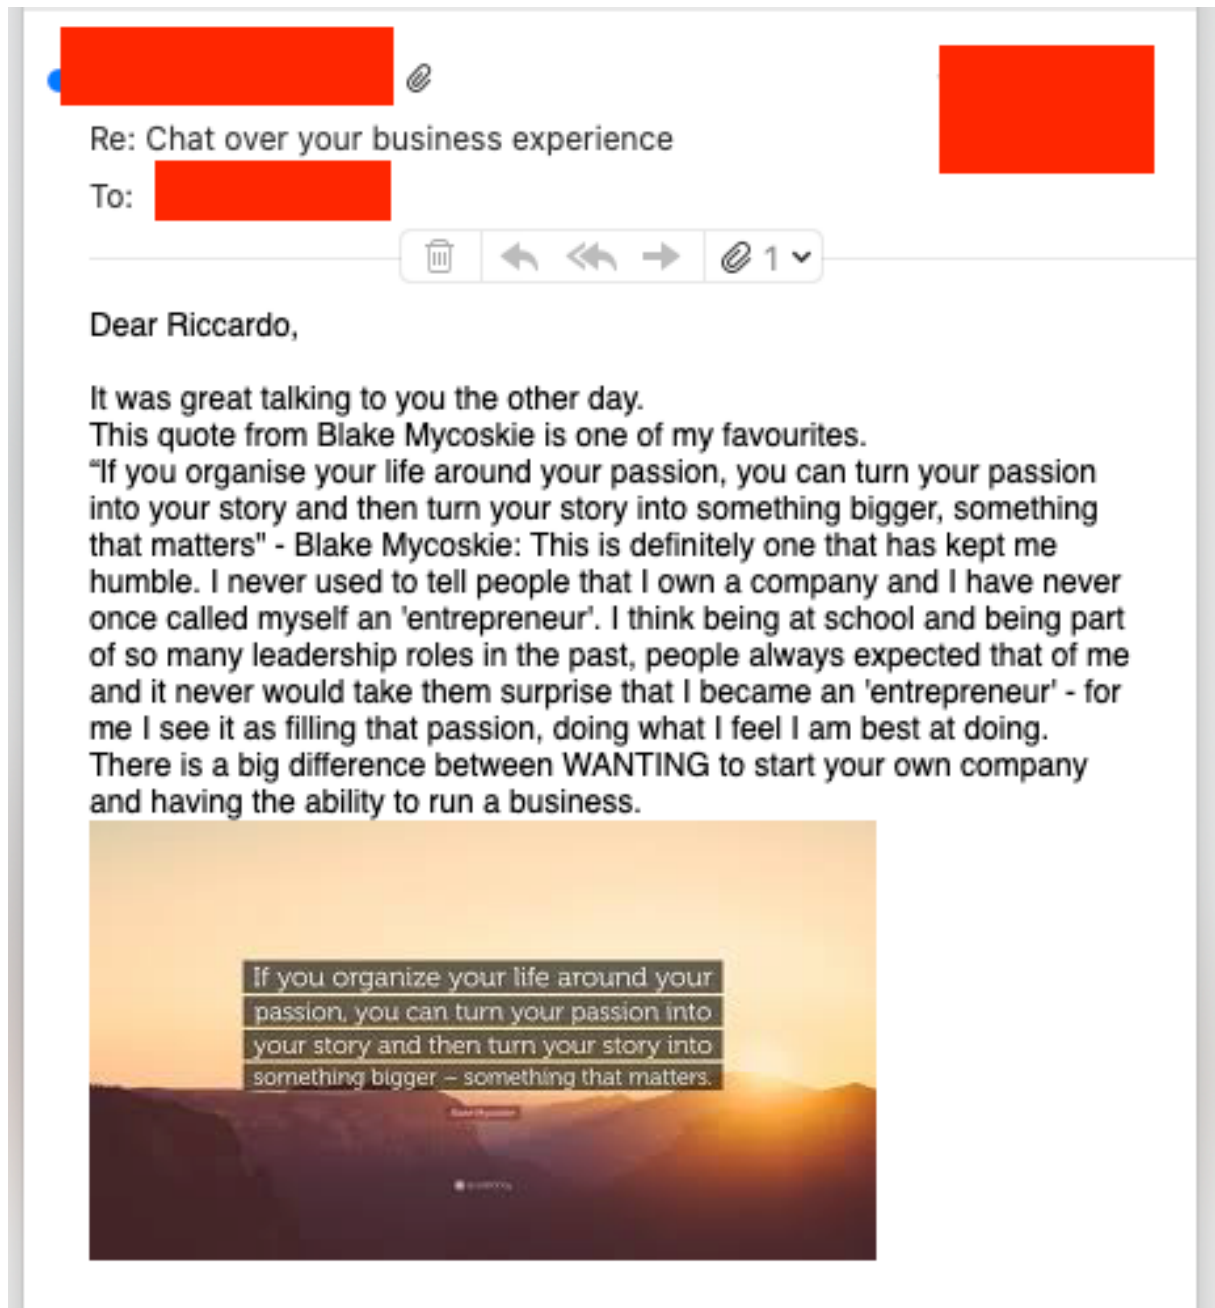 Re: Chat over your business experience
To:
1
Dear Riccardo,
It was great talking to you the other day.
This quote from Blake Mycoskie is one of my favourites.
“If you organise your life around your passion, you can turn your passion
into your story and then turn your story into something bigger, something
that matters" - Blake Mycoskie: This is definitely one that has kept me
humble. I never used to tell people that I own a company and I have never
once called myself an 'entrepreneur'. I think being at school and being part
of so many leadership roles in the past, people always expected that of me
and it never would take them surprise that I became an 'entrepreneur' - for
me I see it as filling that passion, doing what I feel I am best at doing.
There is a big difference between WANTING to start your own company
and having the ability to run a business.
If you organize your life around your
passion, you can turn your passion into
your story and then turn your story into
something bigger – something that matters.
Blake Mycoskie